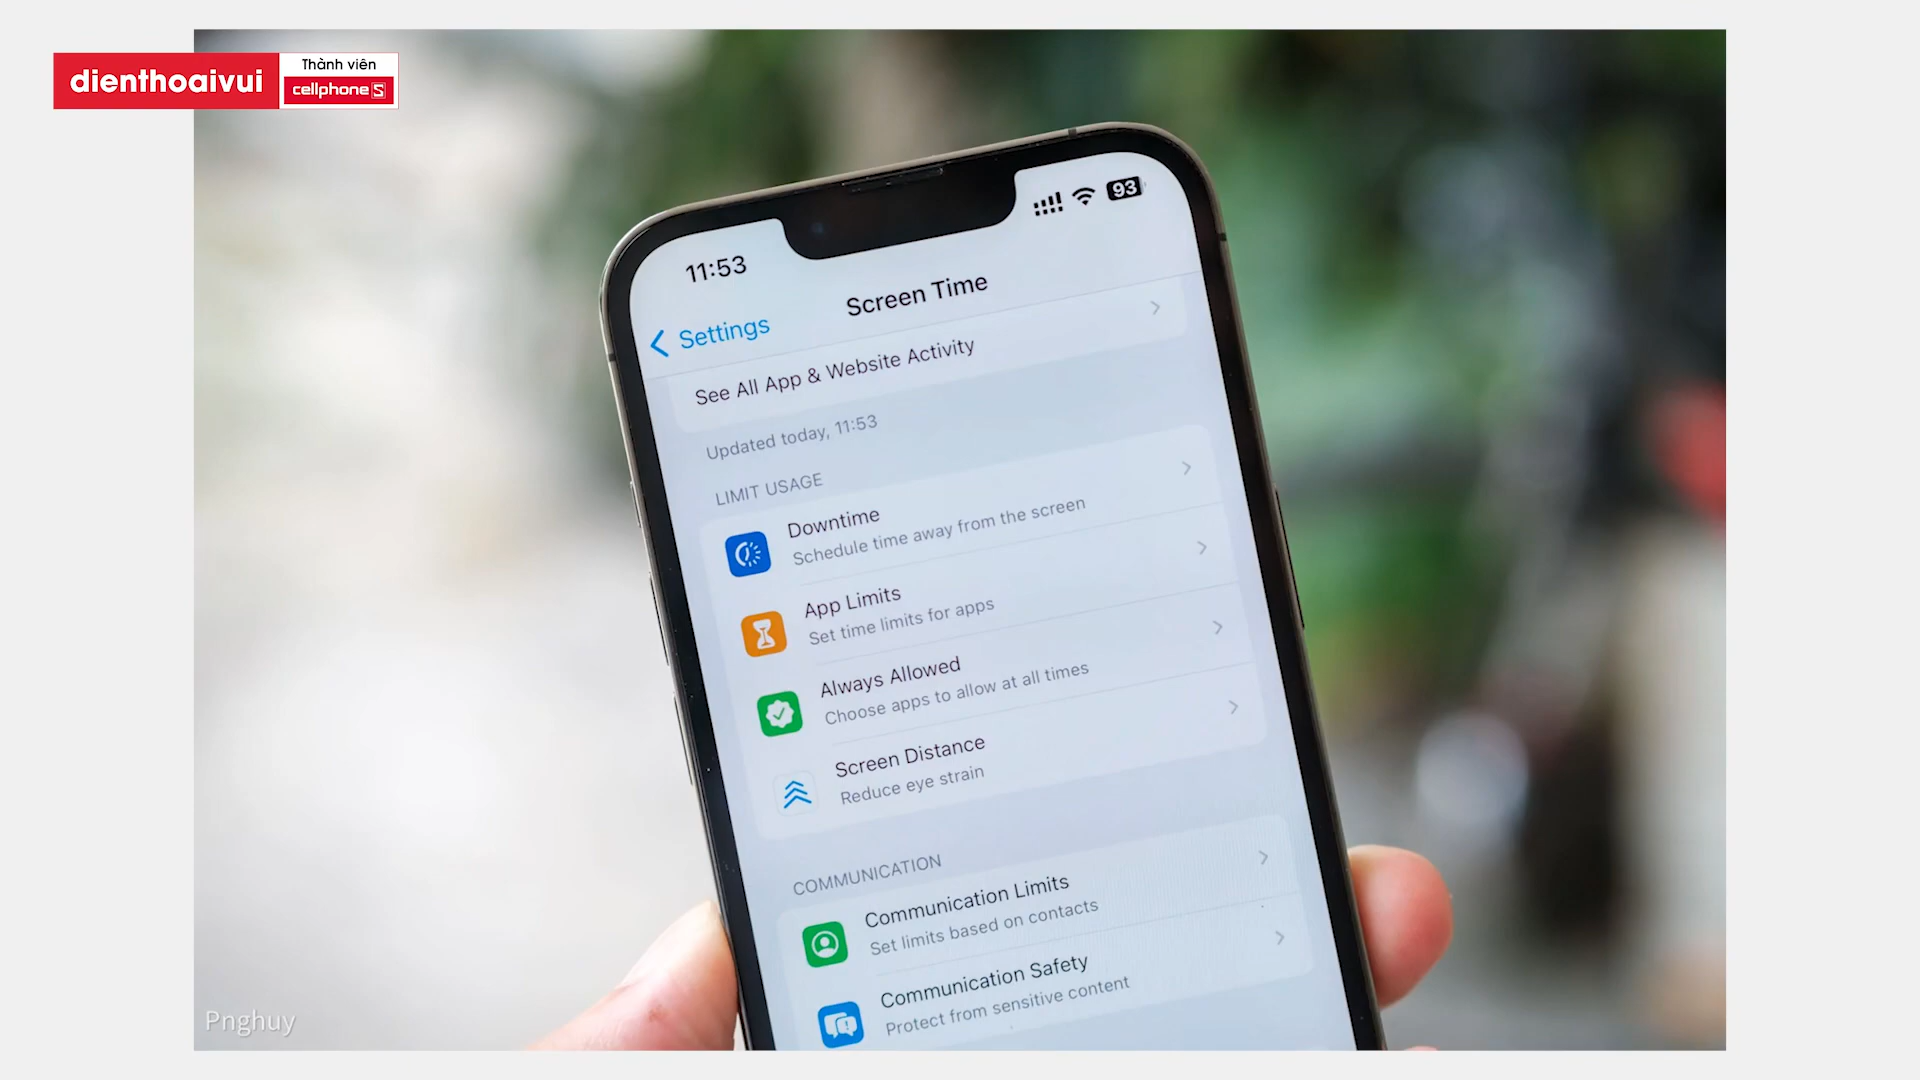 dienthoaivui
Thành viên
cellphoneS
11:53
93
Settings
Screen Time
See All App & Website Activity
Updated today, 11:53
LIMIT USAGE
Downtime
Schedule time away from the screen
App Limits
Set time limits for apps
Always Allowed
Choose apps to allow at all times
Screen Distance
Reduce eye strain
COMMUNICATION
Communication Limits
Set limits based on contacts
Communication Safety
Protect from sensitive content
Pnghuy